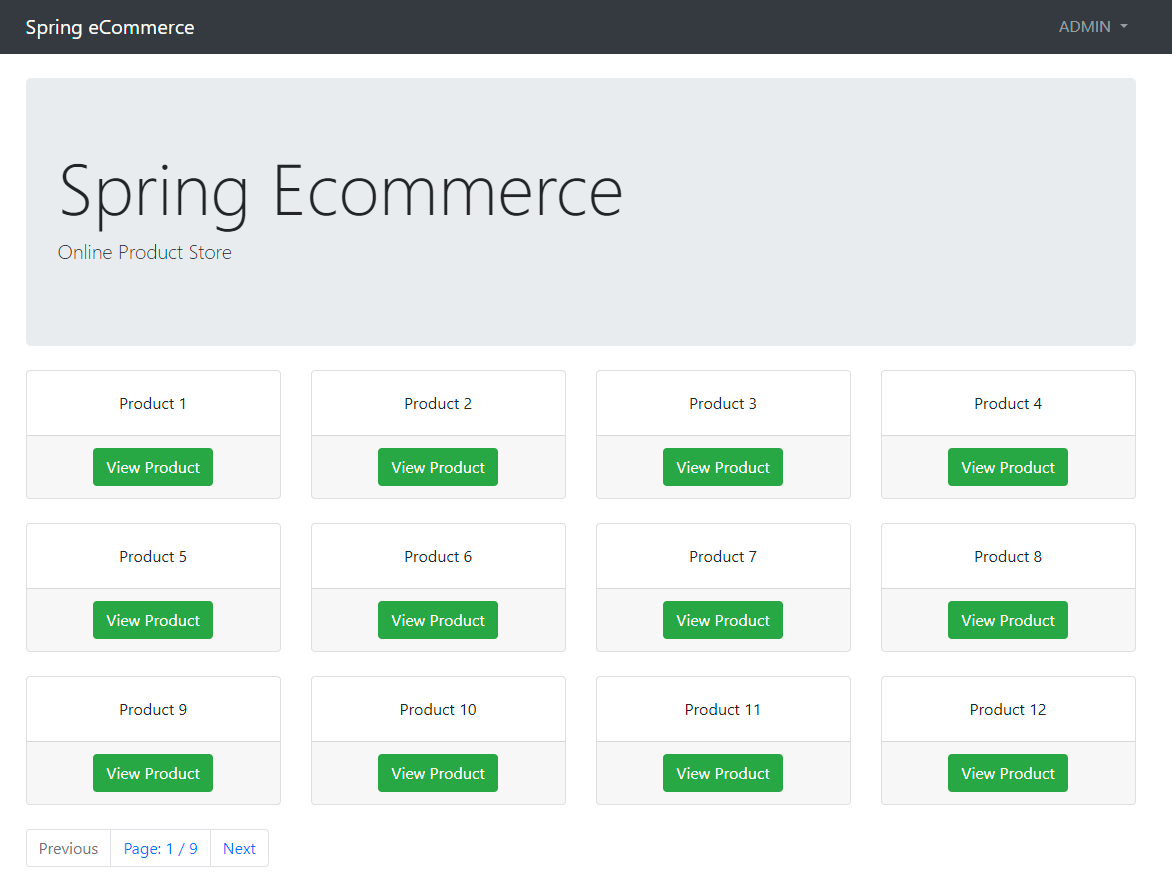 Spring eCommerce ADMIN
Spring Ecommerce
Online Product Store
Product 1 Product 2 Product 3 Product 4
View Product View Product View Product View Product
Product 5 Product 6 Product 7 Product 8
View Product View Product View Product View Product
Product 9 Product 10 Product 11 Product 12
View Product View Product View Product View Product
Previous Page: 1 / 9 Next